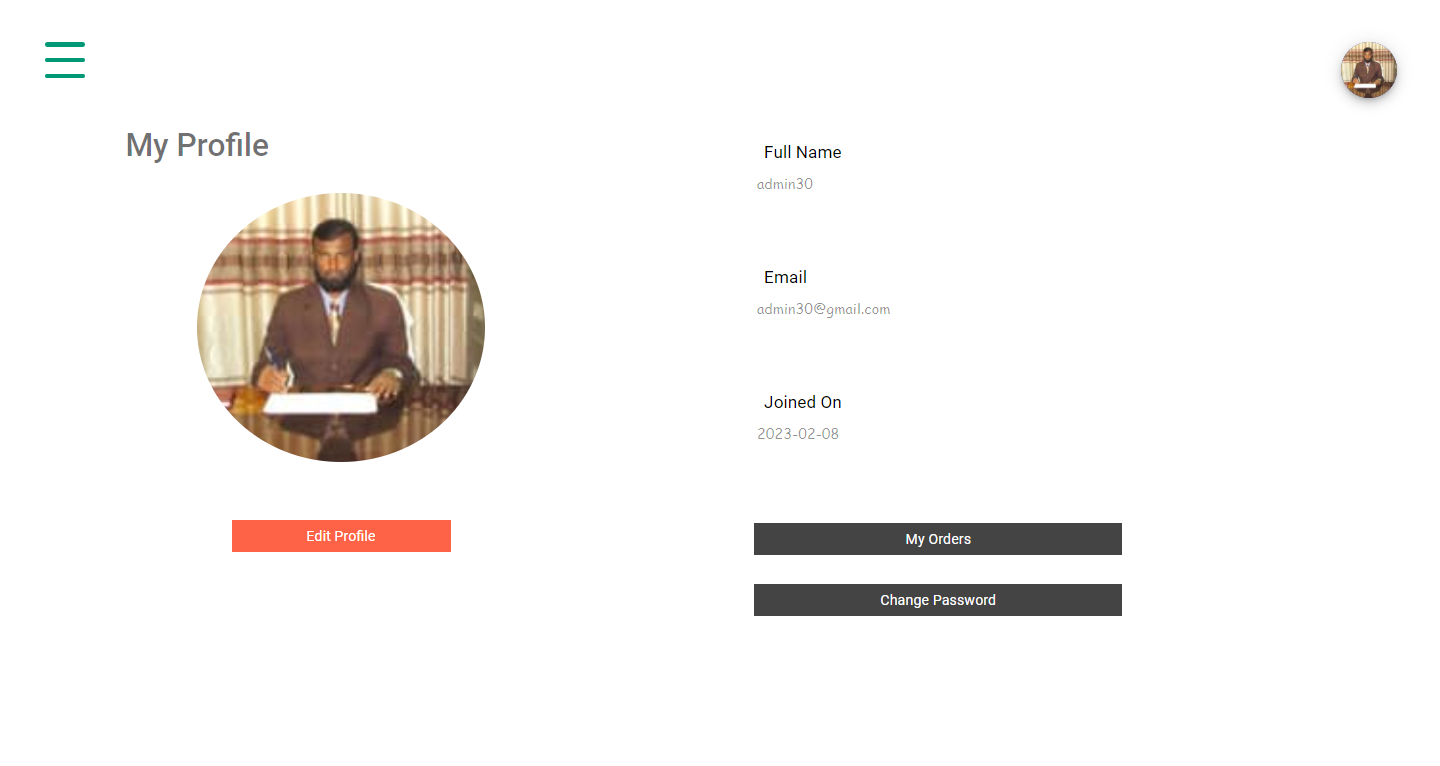 My Profile
Edit Profile
Full Name
admin30
Email
admin30@gmail.com
Joined On
2023-02-08
My Orders
Change Password